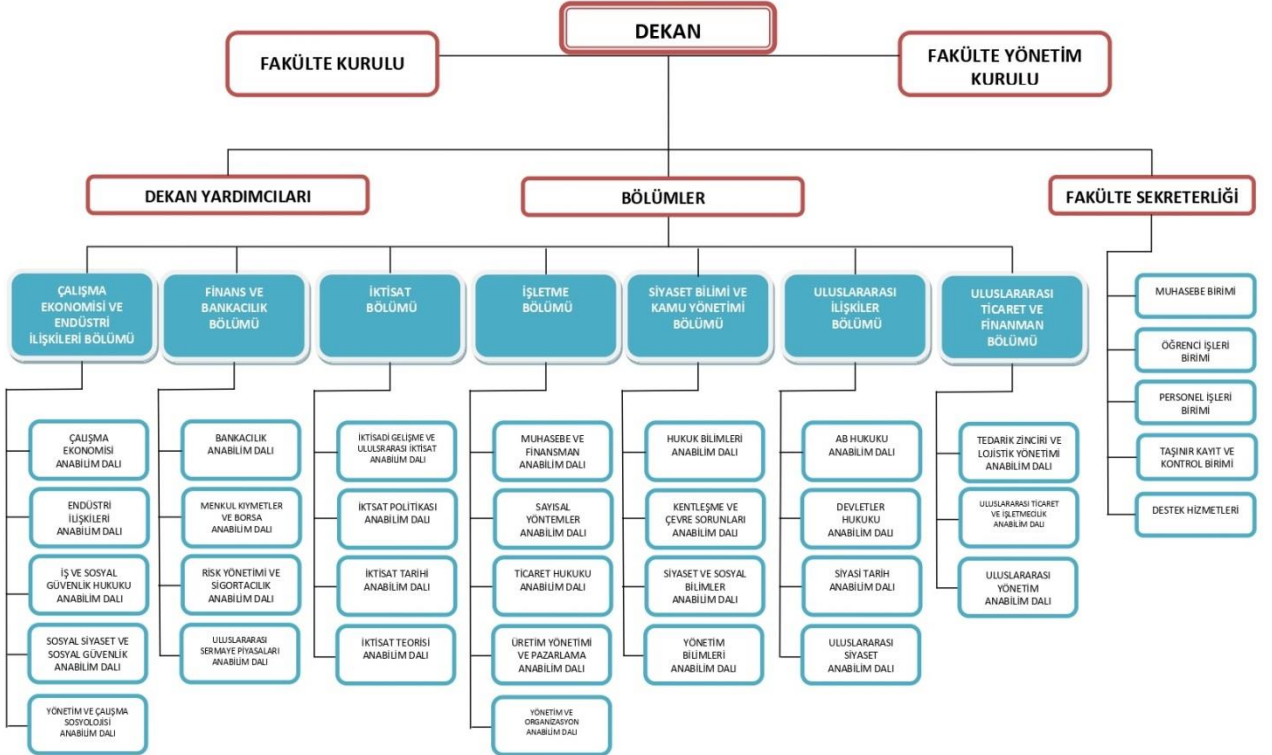 DEKAN
FAKÜLTE KURULU
FAKÜLTE YÖNETİM
KURULU
DEKAN YARDIMCILARI
BÖLÜMLER
FAKÜLTE SEKRETERLİĞİ
ÇALIŞMA
EKONOMİSİ VE
ENDÜSTRİ
İLİŞKİLERİ BÖLÜMÜ
FİNANS VE
BANKACILIK
BÖLÜMÜ
İKTİSAT
BÖLÜMÜ
İŞLETME
BÖLÜMÜ
SİYASET BİLİMİ VE
KAMU YÖNETİMİ
BÖLÜMÜ
ULUSLARARASI
İLİŞKİLER
BÖLÜMÜ
ULUSLARARASI
TİCARET VE
FİNANMAN
BÖLÜMÜ
ÇALIŞMA
EKONOMİSİ
ANABİLİM DALI
ENDÜSTRİ
İLİŞKİLERİ
ANABİLİM DALI
İŞ VE SOSYAL
GÜVENLİK HUKUKU
ANABİLİM DALI
SOSYAL SİYASET VE
SOSYAL GÜVENLİK
ANABİLİM DALI
YÖNETİM VE ÇALIŞMA
SOSYOLOJİSİ
ANABİLİM DALI
BANKACILIK
ANABİLİM DALI
MENKUL KIYMETLER
VE BORSA
ANABİLİM DALI
RİSK YÖNETİMİ VE
SİGORTACILIK
ANABİLİM DALI
ULUSLARARASI
SERMAYE PİYASALARI
ANABİLİM DALI
İKTİSADİ GELİŞME VE
ULULSRARASI İKTİSAT
ANABİLİM DALI
İKTSAT POLİTİKASI
ANABİLİM DALI
İKTİSAT TARİHİ
ANABİLİM DALI
İKTİSAT TEORİSİ
ANABİLİM DALI
MUHASEBE VE
FİNANSMAN
ANABİLİM DALI
SAYISAL
YÖNTEMLER
ANABİLİM DALI
TİCARET HUKUKU
ANABİLİM DALI
ÜRETİM YÖNETİMİ
VE PAZARLAMA
ANABİLİM DALI
YÖNETİM VE
ORGANİZASYON
ANABİLİM DALI
HUKUK BİLİMLERİ
ANABİLİM DALI
KENTLEŞME VE
ÇEVRE SORUNLARI
ANABİLİM DALI
SİYASET VE SOSYAL
BİLİMLER
ANABİLİM DALI
YÖNETİM
BİLİMLERİ
ANABİLİM DALI
AB HUKUKU
ANABİLİM DALI
DEVLETLER
HUKUKU
ANABİLİM DALI
SİYASİ TARİH
ANABİLİM DALI
ULUSLARARASI
SİYASET
ANABİLİM DALI
TEDARİK ZİNCİRİ VE
LOJİSTİK YÖNETİMİ
ANABİLİM DALI
ULUSLARARASI TİCARET
VE İŞLETMECİLİK
ANABİLİM DALI
ULUSLARARASI
YÖNETİM
ANABİLİM DALI
MUHASEBE BİRİMİ
ÖĞRENCİ İŞLERİ
BİRİMİ
PERSONEL İŞLERİ
BİRİMİ
TAŞINIR KAYIT VE
KONTROL BİRİMİ
DESTEK HİZMETLERİ